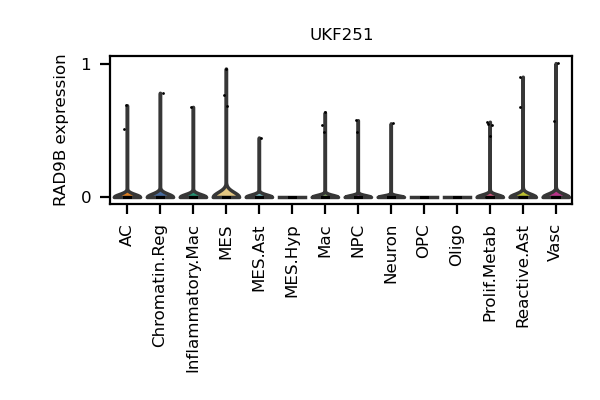 UKF251
RAD9B expression
1
0
AC
Chromatin.Reg
Inflammatory.Mac
MES
MES.Ast
MES.Hyp
Mac
NPC
Neuron
OPC
Oligo
Prolif.Metab
Reactive.Ast
Vasc